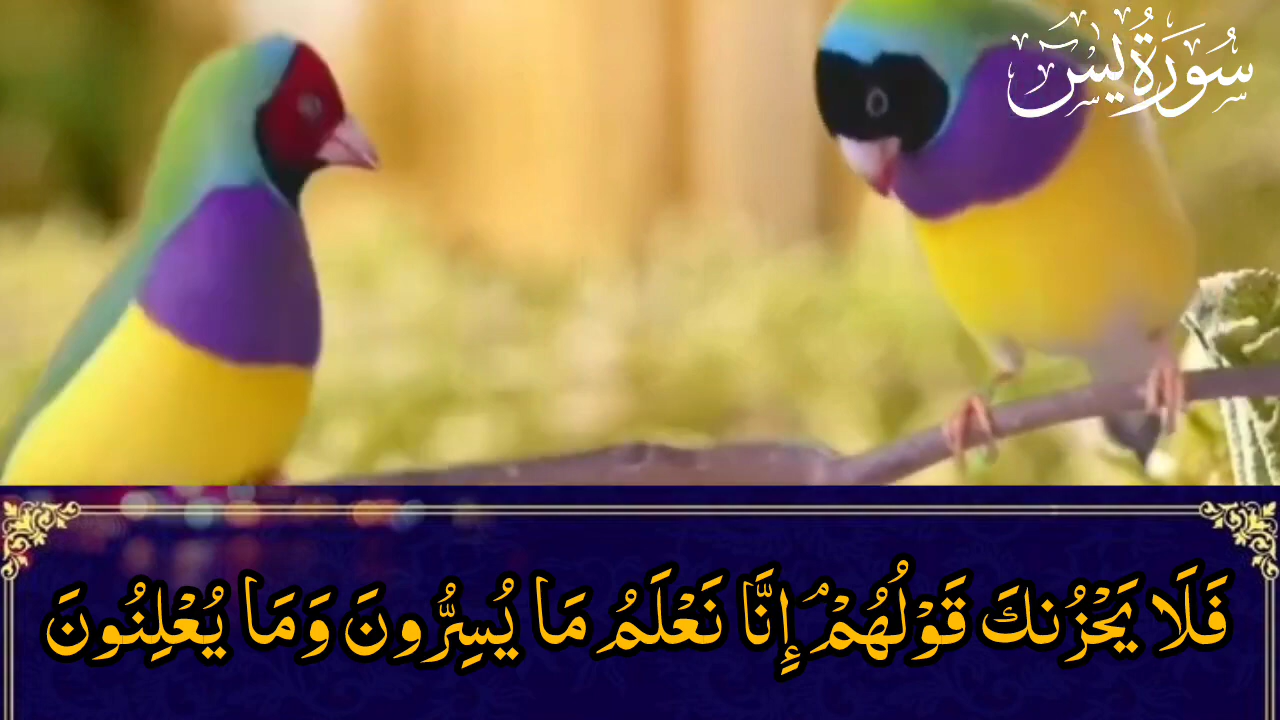 سُورَةُ يسٓ
فَلَا يَحْزُنكَ قَوْلُهُمْ ۘ إِنَّا نَعْلَمُ مَا يُسِرُّونَ وَمَا يُعْلِنُونَ